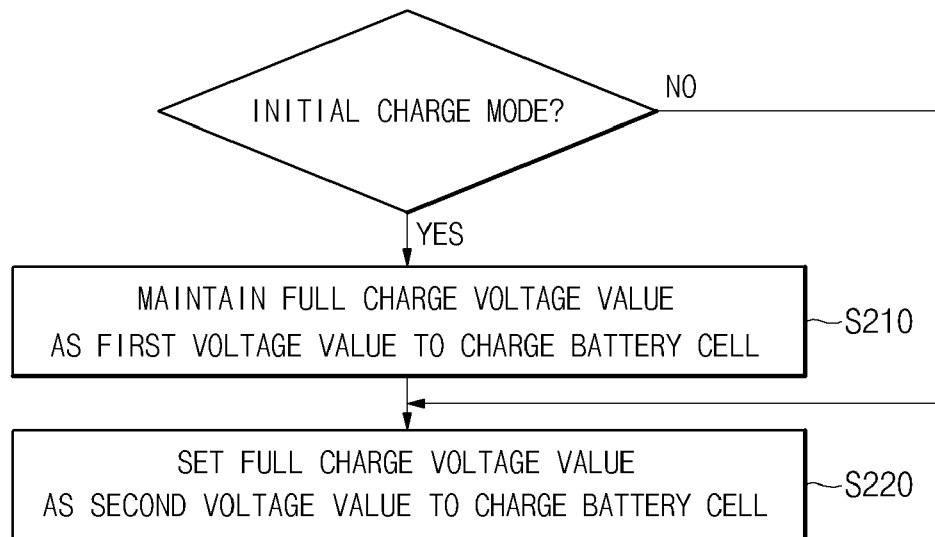 INITIAL CHARGE MODE?
NO
YES
MAINTAIN FULL CHARGE VOLTAGE VALUE
AS FIRST VOLTAGE VALUE TO CHARGE BATTERY CELL
S210
SET FULL CHARGE VOLTAGE VALUE
AS SECOND VOLTAGE VALUE TO CHARGE BATTERY CELL
S220